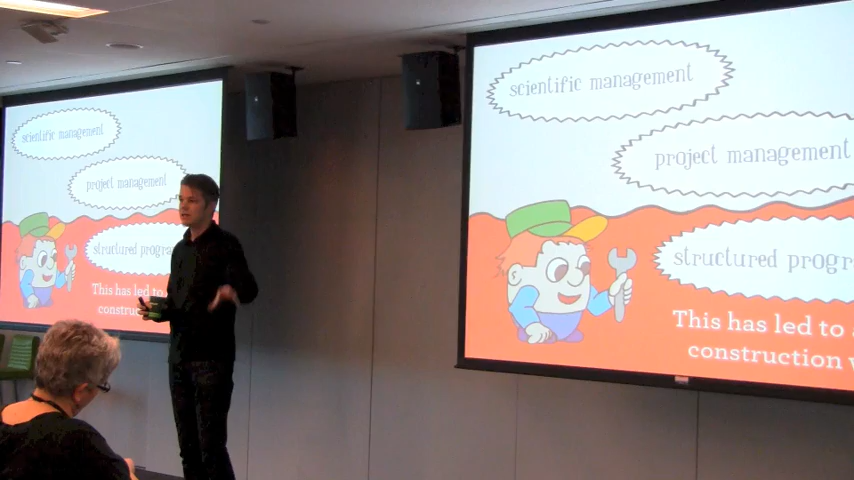 scientific management
project management
structured
This has led to
scientific management
project management
structured
This has led to
construction